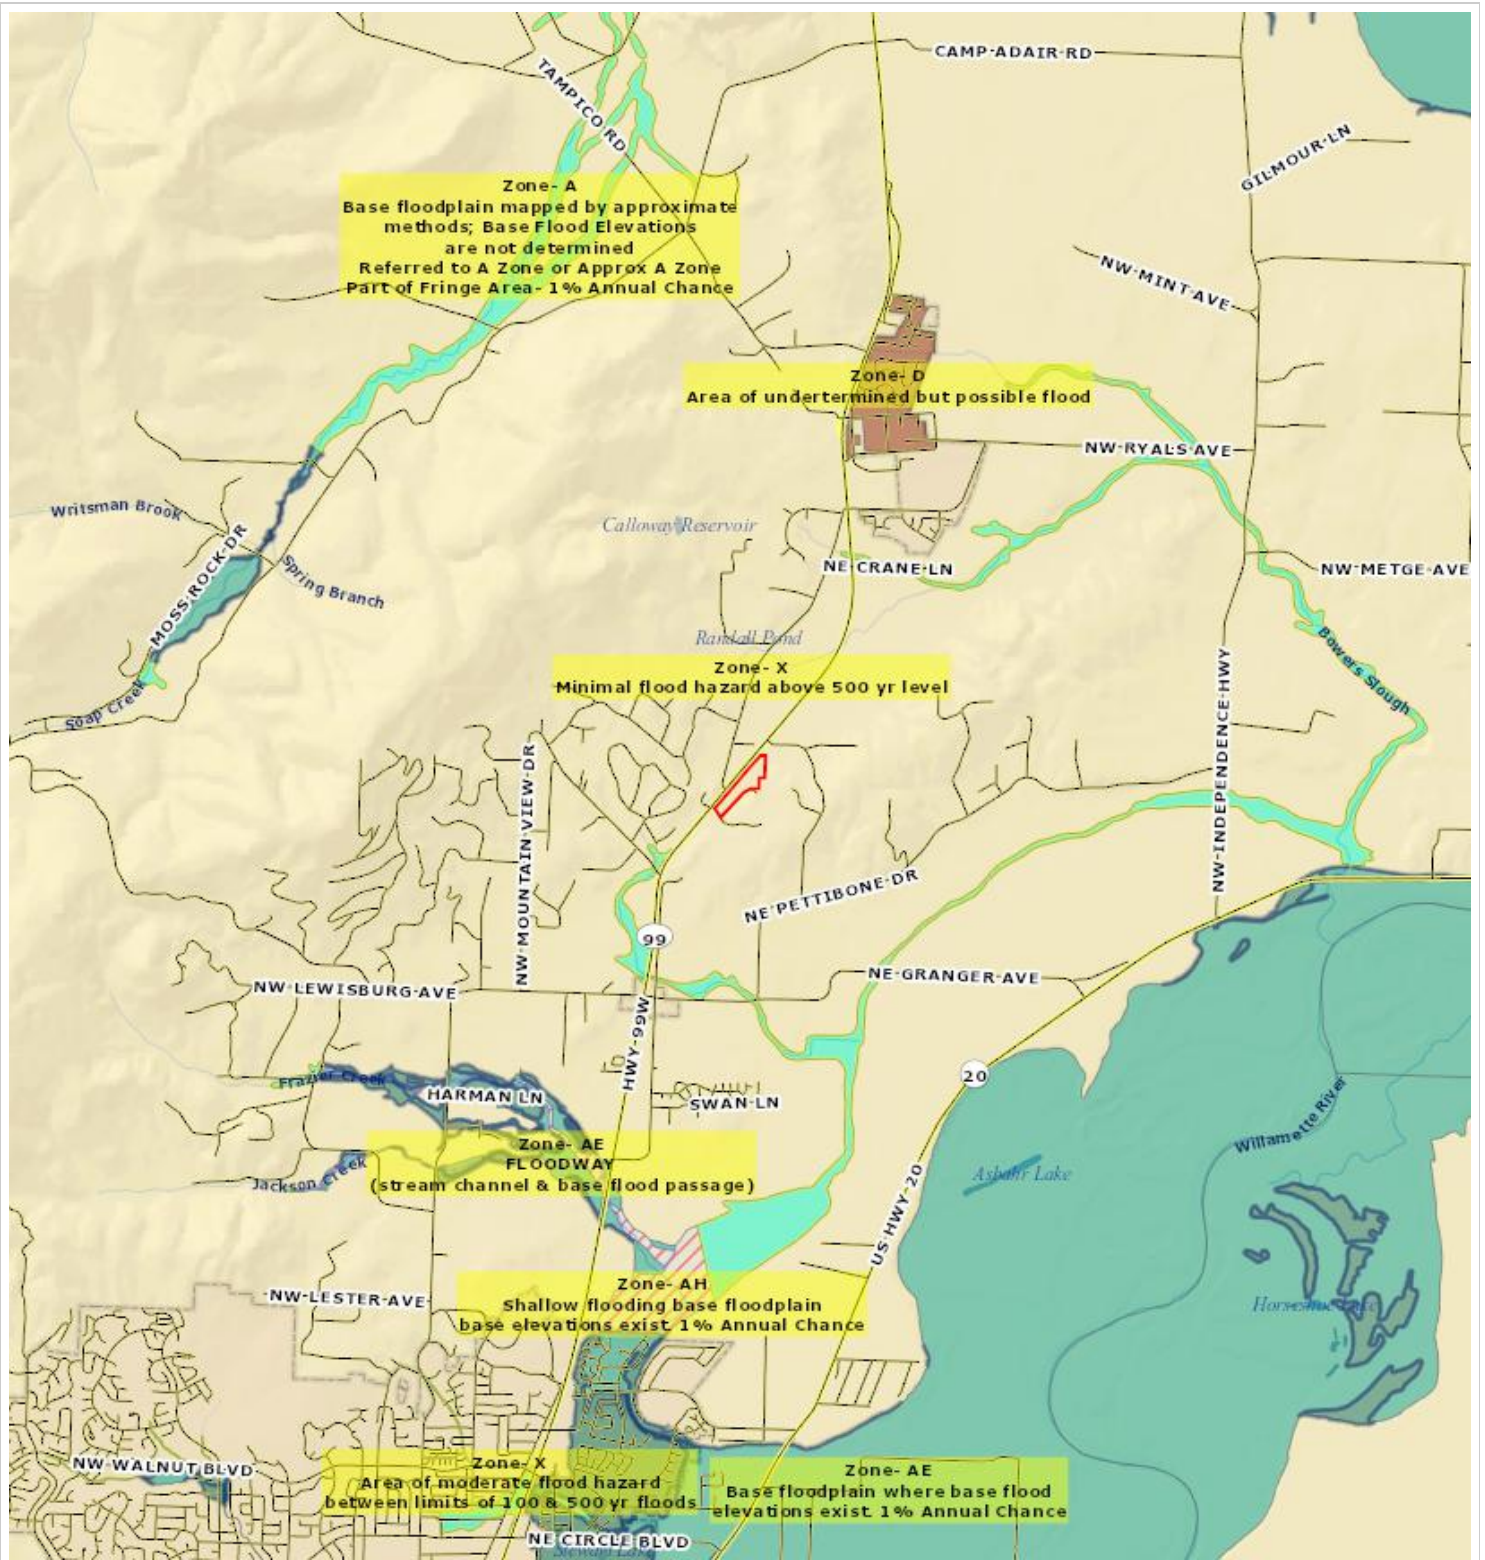 CAMP ADAIR RD
TAMPICO RD
GILMOUR LN
Zone- A
Base floodplain mapped by approximate
methods; Base Flood Elevations
are not determined
Referred to A Zone or Approx A Zone
Part of Fringe Area- 1% Annual Chance
NW MINT AVE
Zone- D
Area of undertermined but possible flood
NW RYALS AVE
Writsman Brook
Calloway Reservoir
MOSS ROCK DR
Spring Branch
NE CRANE LN
NW METGE AVE
Randall Pond
Bowers Slough
Zone- X
Minimal flood hazard above 500 yr level
Soap Creek
NW INDEPENDENCE HWY
NW MOUNTAIN VIEW DR
NE PETTIBONE DR
99
NE GRANGER AVE
NW LEWISBURG AVE
HWY 99W
20
Frazier Creek
HARMAN LN
SWAN LN
Willamette River
Zone- AE
FLOODWAY
(stream channel & base flood passage)
Jackson Creek
Asbahr Lake
US HWY 20
Zone- AH
Shallow flooding base floodplain
base elevations exist. 1% Annual Chance
NW LESTER AVE
Horseshoe Lake
Zone- X
Area of moderate flood hazard
between limits of 100 & 500 yr floods
NW WALNUT BLVD
Zone- AE
Base floodplain where base flood
elevations exist. 1% Annual Chance
NE CIRCLE BLVD
Stewart Lake